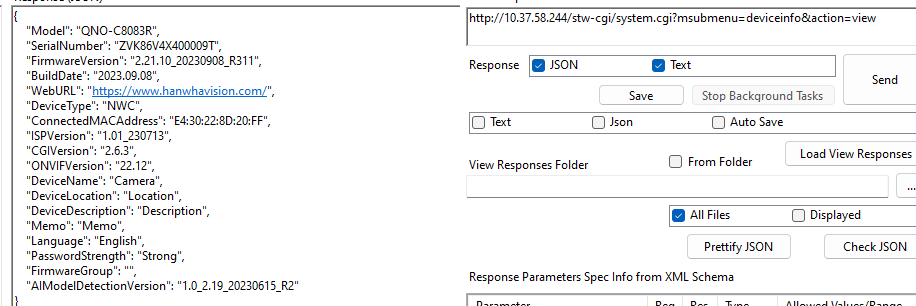 {
"Model": "QNO-C8083R",
"SerialNumber": "ZVK86V4X400009T",
"FirmwareVersion": "2.21.10_20230908_R311",
"BuildDate": "2023.09.08",
"WebURL": "https://www.hanwhavision.com/",
"DeviceType": "NWC",
"ConnectedMACAddress": "E4:30:22:8D:20:FF",
"ISPVersion": "1.01_230713",
"CGIVersion": "2.6.3",
"ONVIFVersion": "22.12",
"DeviceName": "Camera",
"DeviceLocation": "Location",
"DeviceDescription": "Description",
"Memo": "Memo",
"Language": "English",
"PasswordStrength": "Strong",
"FirmwareGroup": "",
"AIModelDetectionVersion": "1.0_2.19_20230615_R2"
}
http://10.37.58.244/stw-cgi/system.cgi?msubmenu=deviceinfo&action=view
Response JSON Text
Send
Save Stop Background Tasks
Text Json Auto Save
View Responses Folder From Folder Load View Responses
...
All Files Displayed
Prettify JSON Check JSON
Response Parameters Spec Info from XML Schema
Parameter Req Res Type Allowed Values/Range